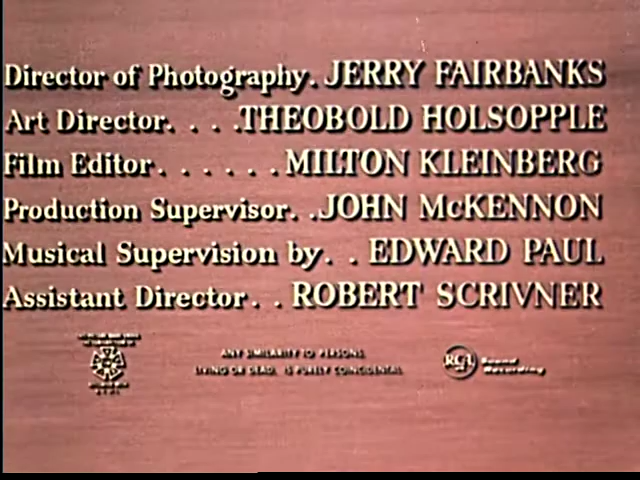 Director of Photography. JERRY FAIRBANKS
Art Director. . . .THEOBOLD HOLSOPPLE
Film Editor . . . . . . MILTON KLEINBERG
Production Supervisor. .JOHN McKENNON
Musical Supervision by. . EDWARD PAUL
Assistant Director . . ROBERT SCRIVNER
ANY SIMILARITY TO PERSONS,
LIVING OR DEAD, IS PURELY COINCIDENTAL
RCA Sound Recording